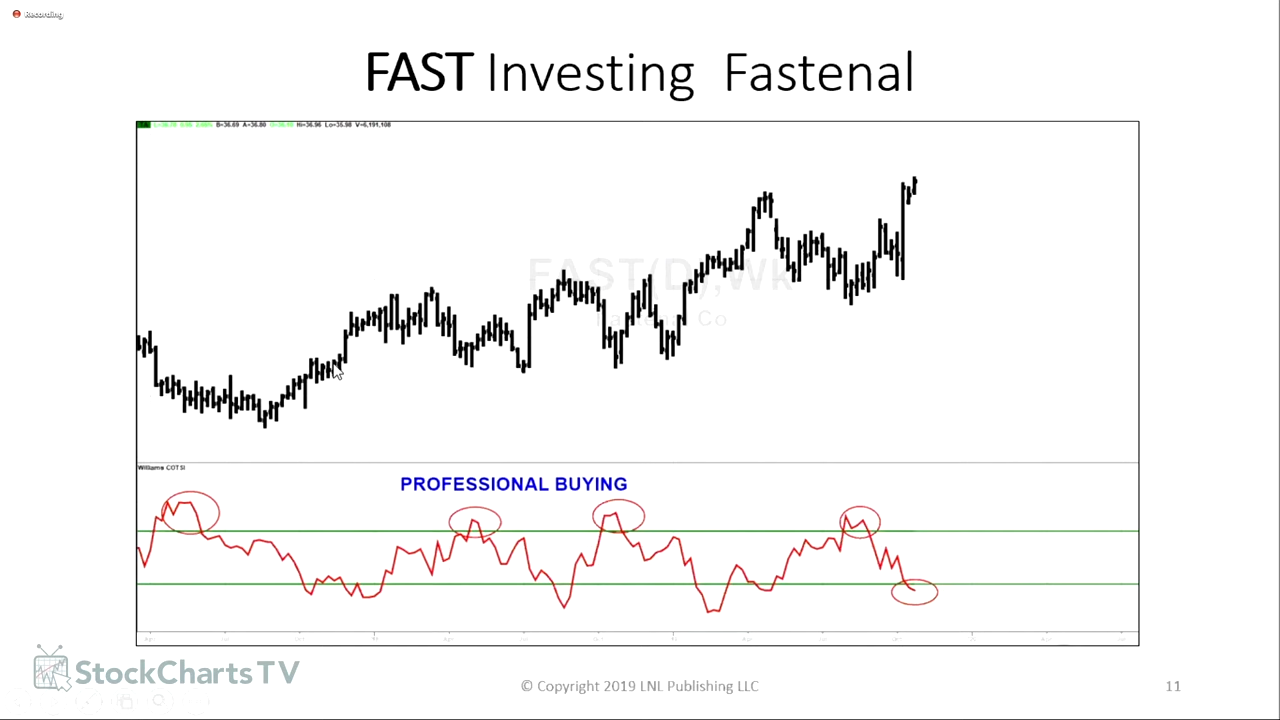 Recording
FAST Investing Fastenal
B=36.69 A=36.80
Hi=36.96 Lo=35.98 V=6,191,108
FAST(D),Wk
Co
Williams COTSI
PROFESSIONAL BUYING
StockCharts TV
© Copyright 2019 LNL Publishing LLC
11